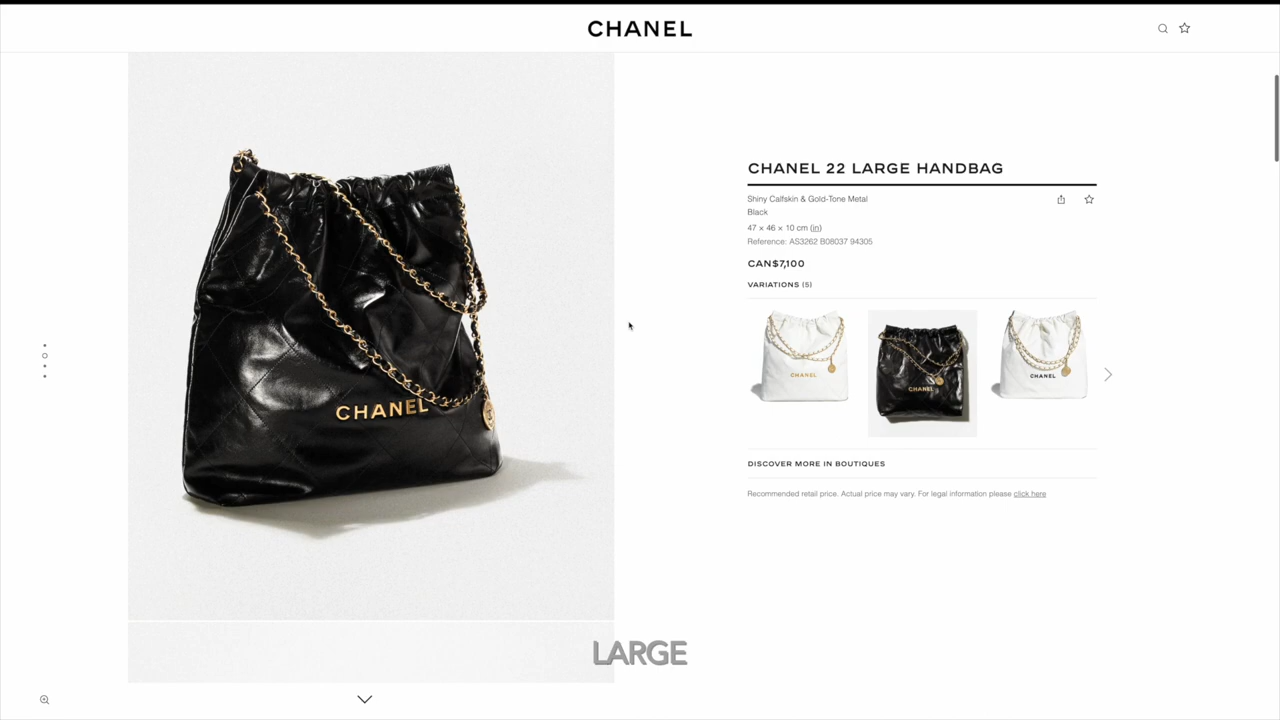 CHANEL
CHANEL 22 LARGE HANDBAG
Shiny Calfskin & Gold-Tone Metal
Black
47 × 46 × 10 cm (in)
Reference: AS3262 B08037 94305
CAN$7,100
VARIATIONS (5)
CHANEL
CHANEL
CHANEL
CHANEL
DISCOVER MORE IN BOUTIQUES
Recommended retail price. Actual price may vary. For legal information please click here
LARGE